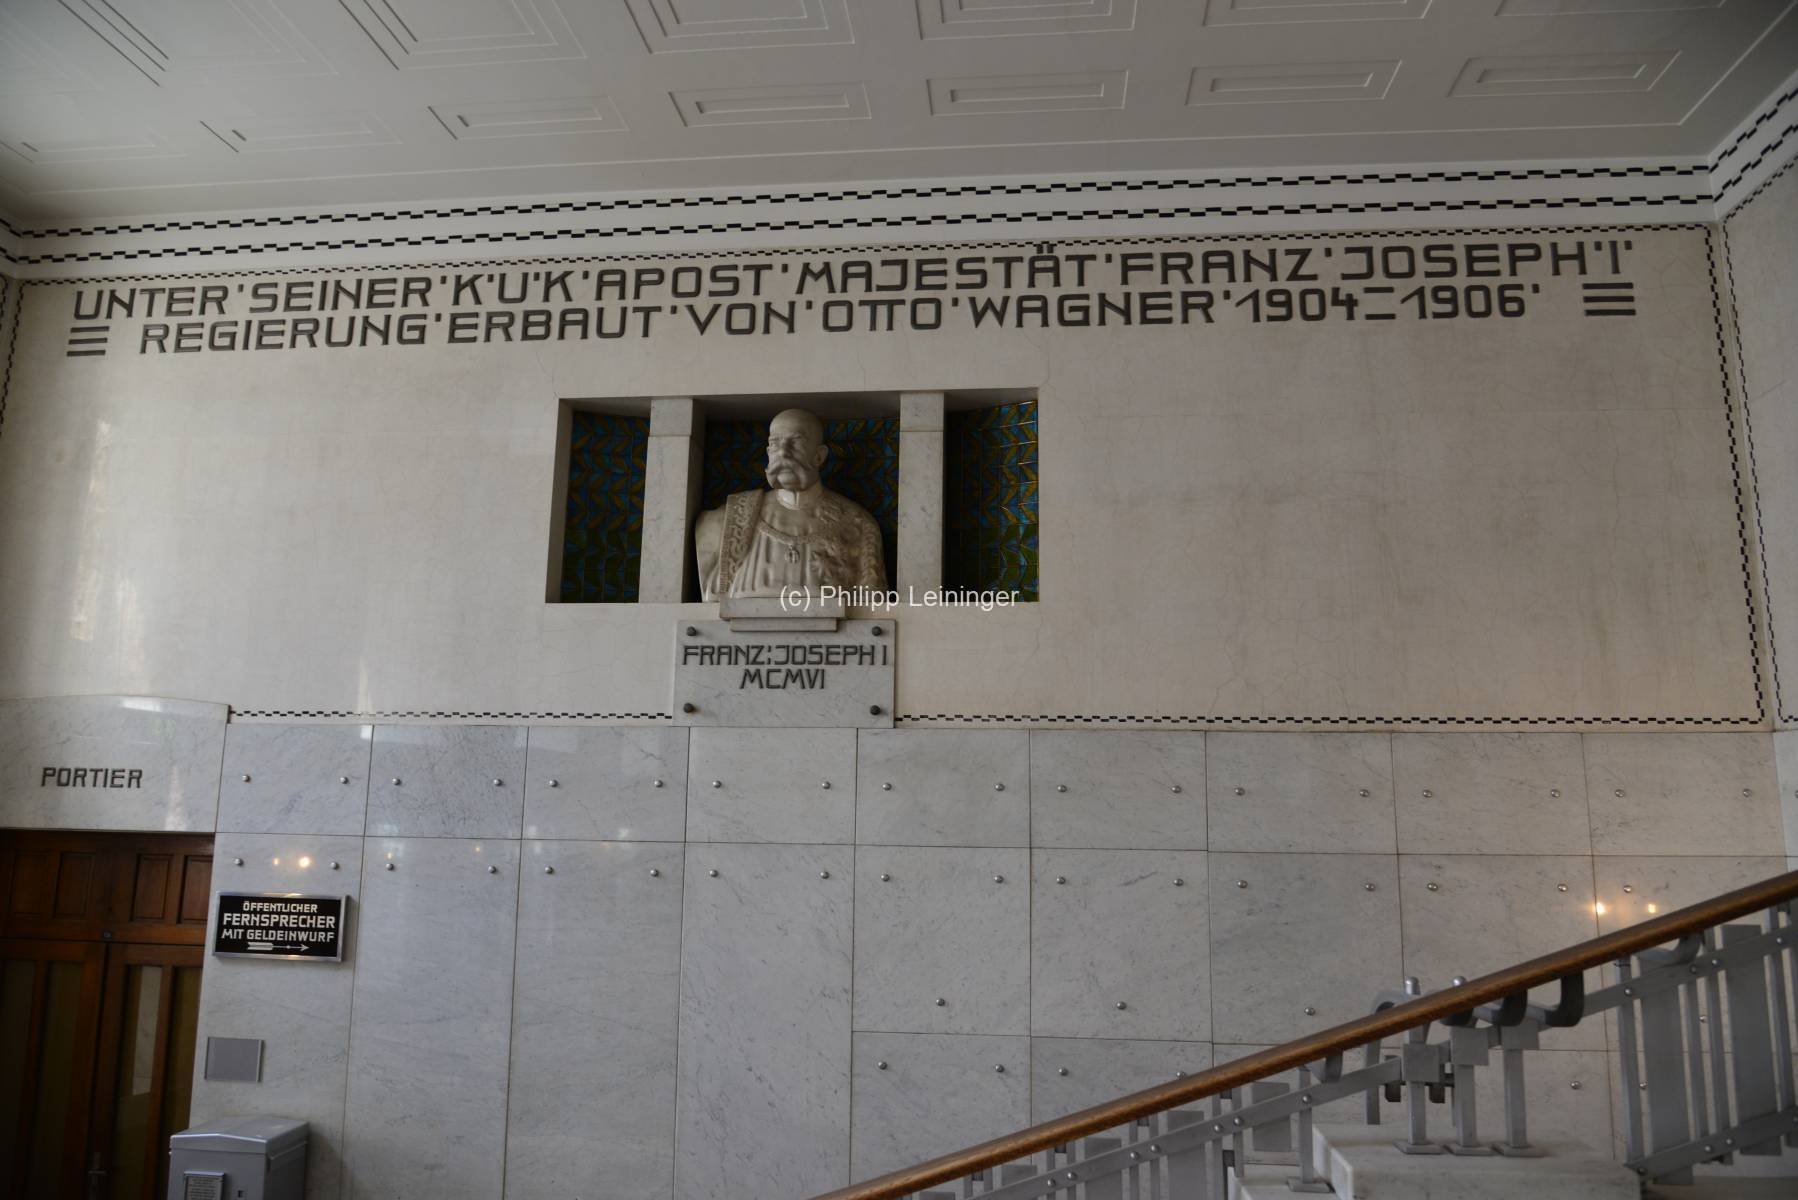 UNTER'SEINER'K"U"K'APOST'MAJESTÄT'FRANZ'JOSEPH'I'
REGIERUNG'ERBAUT'VON'OTTO'WAGNER'1904–1906'
(c) Philipp Leininger
FRANZ:JOSEPH I
MCMVI
PORTIER
ÖFFENTLICHER
FERNSPRECHER
MIT GELDEINWURF